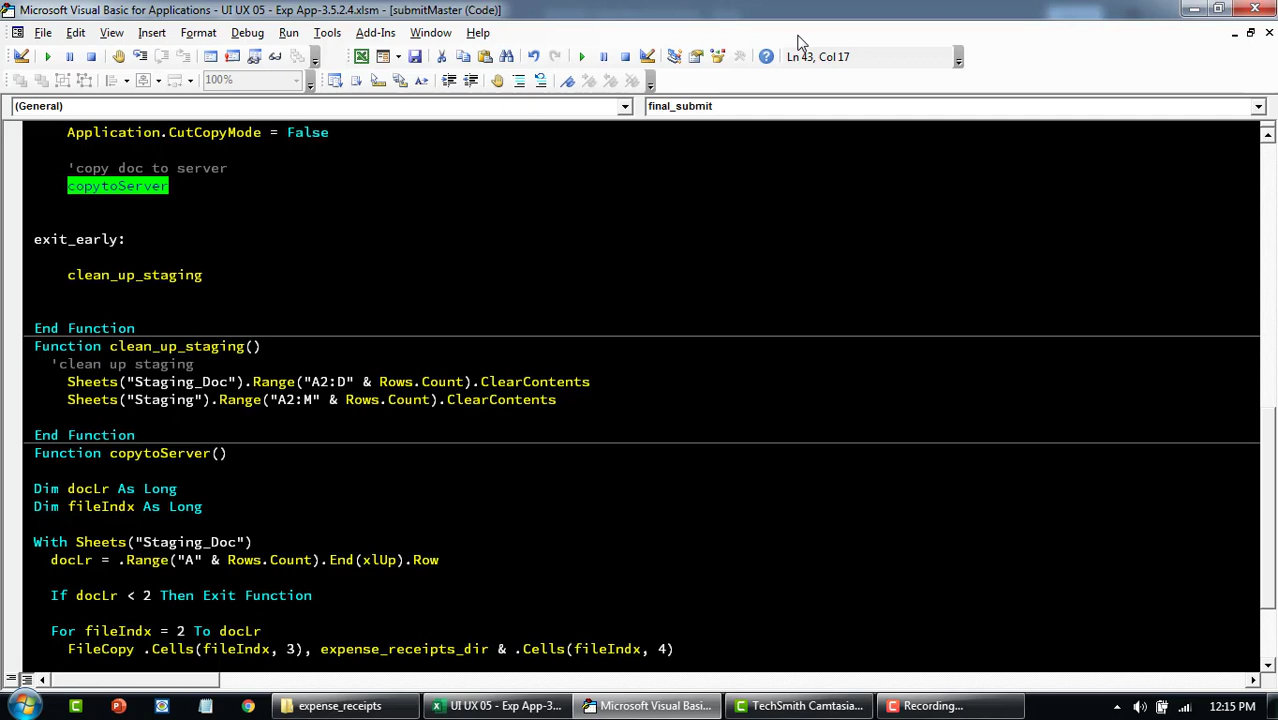 Microsoft Visual Basic for Applications - UI UX 05 - Exp App-3.5.2.4.xlsm - [submitMaster (Code)]
File Edit View Insert Format Debug Run Tools Add-Ins Window Help
Ln 43, Col 17
100%
(General) final_submit
Application.CutCopyMode = False
'copy doc to server
copytoServer
exit_early:
clean_up_staging
End Function
Function clean_up_staging()
'clean up staging
Sheets("Staging_Doc").Range("A2:D" & Rows.Count).ClearContents
Sheets("Staging").Range("A2:M" & Rows.Count).ClearContents
End Function
Function copytoServer()
Dim docLr As Long
Dim fileIndx As Long
With Sheets("Staging_Doc")
docLr = .Range("A" & Rows.Count).End(xlUp).Row
If docLr < 2 Then Exit Function
For fileIndx = 2 To docLr
FileCopy .Cells(fileIndx, 3), expense_receipts_dir & .Cells(fileIndx, 4)
expense_receipts UI UX 05 - Exp App-3... Microsoft Visual Bas... TechSmith Camtasia... Recording... 12:15 PM